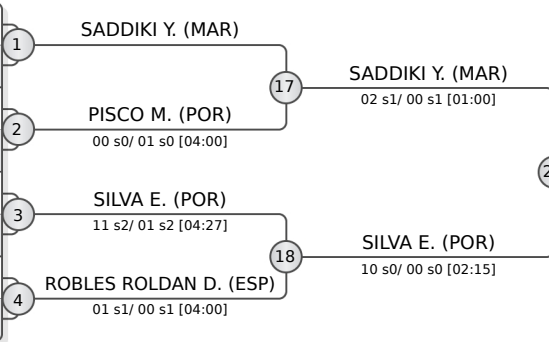 SADDIKI Y. (MAR)
1
17
SADDIKI Y. (MAR)
02 s1/ 00 s1 [01:00]
PISCO M. (POR)
2
00 s0/ 01 s0 [04:00]
SILVA E. (POR)
3
11 s2/ 01 s2 [04:27]
18
SILVA E. (POR)
10 s0/ 00 s0 [02:15]
ROBLES ROLDAN D. (ESP)
4
01 s1/ 00 s1 [04:00]